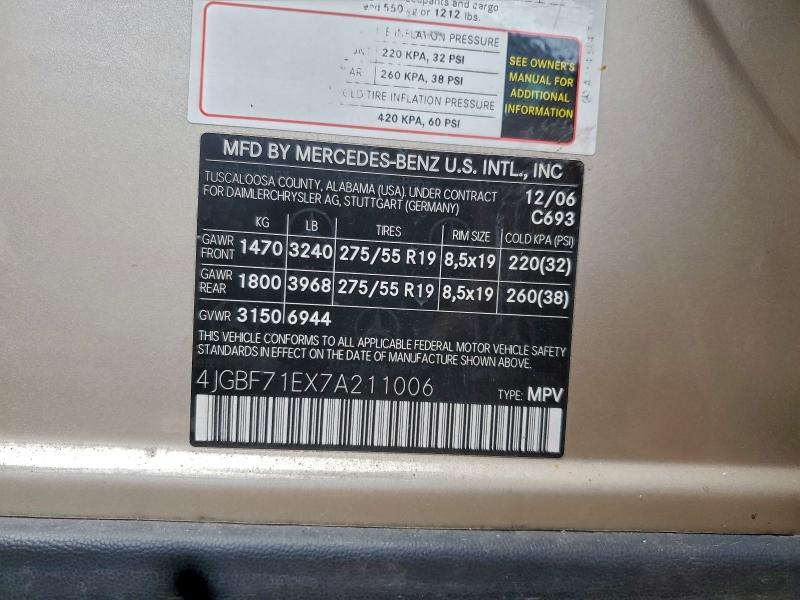 cupants and cargo
or 1212 lbs.
INFLATION PRESSURE
220 KPA, 32 PSI
260 KPA, 38 PSI
TIRE INFLATION PRESSURE
420 KPA, 60 PSI
SEE OWNER'S
MANUAL FOR
ADDITIONAL
INFORMATION
MFD BY MERCEDES-BENZ U.S. INTL., INC
TUSCALOOSA COUNTY, ALABAMA (USA). UNDER CONTRACT
FOR DAIMLERCHRYSLER AG, STUTTGART (GERMANY)
12/06
C693
KG LB TIRES RIM SIZE COLD KPA (PSI)
GAWR FRONT 1470 3240 275/55 R19 8,5x19 220(32)
GAWR REAR 1800 3968 275/55 R19 8,5x19 260(38)
GVWR 3150 6944
THIS VEHICLE CONFORMS TO ALL APPLICABLE FEDERAL MOTOR VEHICLE SAFETY
STANDARDS IN EFFECT ON THE DATE OF MANUFACTURE SHOWN ABOVE.
4JGBF71EX7A211006
TYPE: MPV